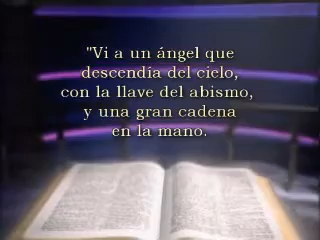 "Vi a un ángel que
descendía del cielo,
con la llave del abismo,
y una gran cadena
en la mano.